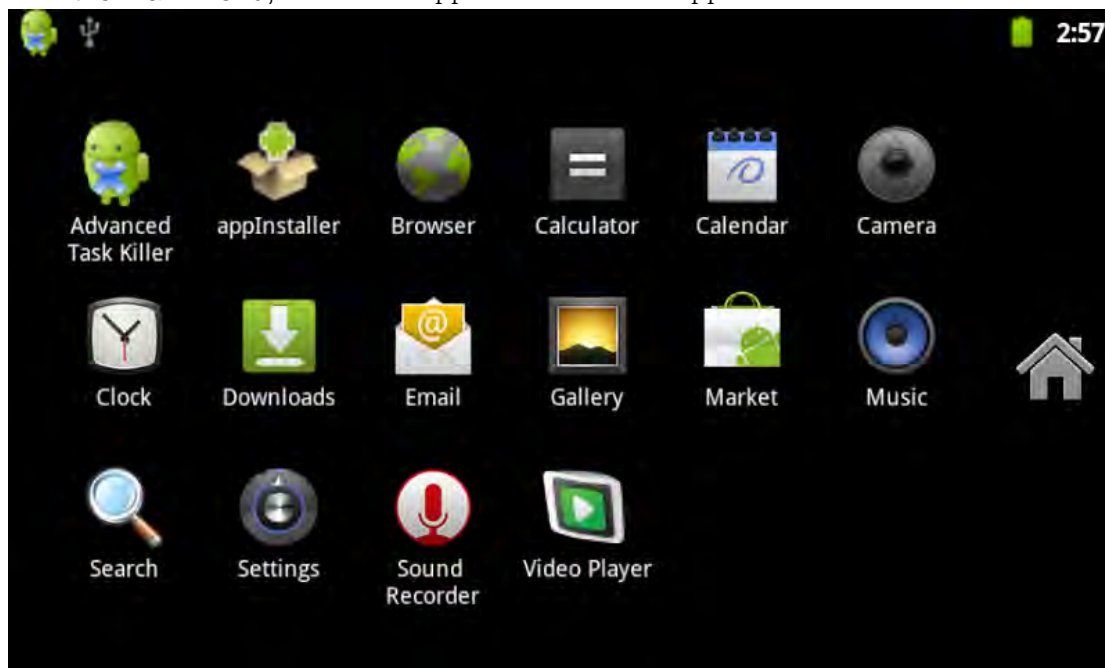 2:57
Advanced
Task Killer
appInstaller
Browser
Calculator
Calendar
Camera
Clock
Downloads
Email
Gallery
Market
Music
Search
Settings
Sound
Recorder
Video Player